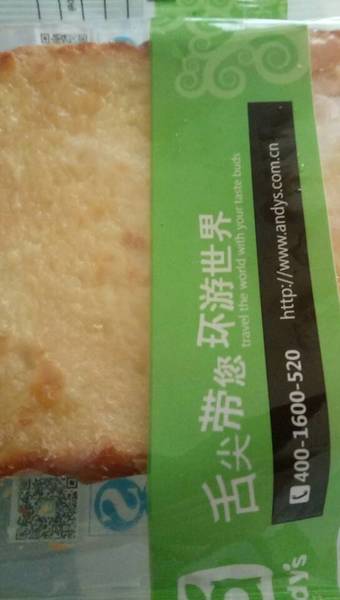 舌尖带您环游世界
travel the world with your taste buds
400-1600-520 http://www.andys.com.cn
dy's